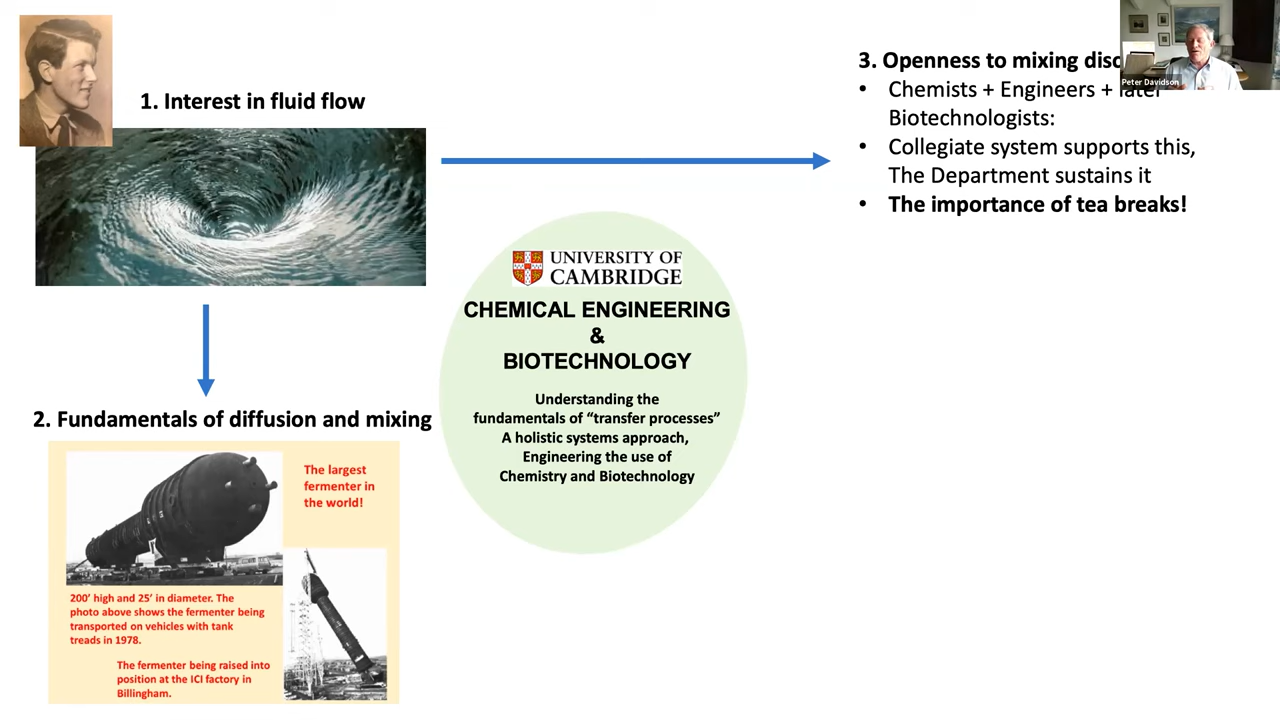 1. Interest in fluid flow
2. Fundamentals of diffusion and mixing
The largest
fermenter in
the world!
200’ high and 25’ in diameter. The
photo above shows the fermenter being
transported on vehicles with tank
treads in 1978.
The fermenter being raised into
position at the ICI factory in
Billingham.
UNIVERSITY OF
CAMBRIDGE
CHEMICAL ENGINEERING
&
BIOTECHNOLOGY
Understanding the
fundamentals of “transfer processes”
A holistic systems approach,
Engineering the use of
Chemistry and Biotechnology
3. Openness to mixing
• Chemists + Engineers + later
Biotechnologists:
• Collegiate system supports this,
The Department sustains it
• The importance of tea breaks!
Peter Davidson